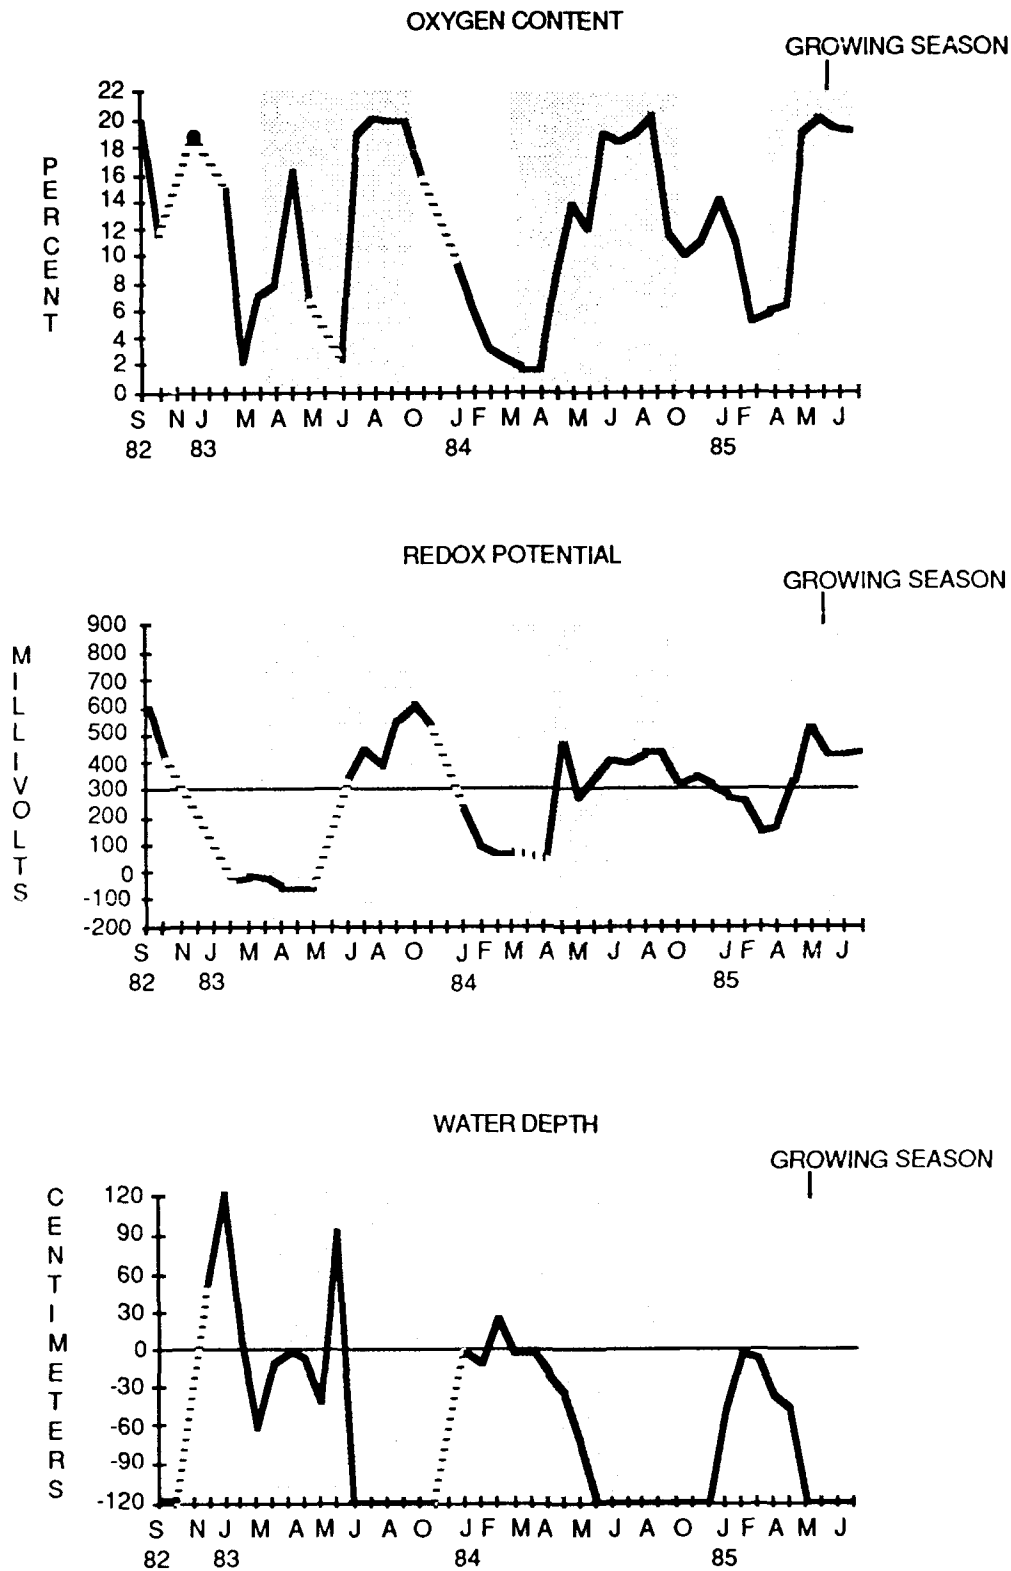 OXYGEN CONTENT
GROWING SEASON
PERCENT
22
20
18
16
14
12
10
8
6
4
2
0
S N J M A M J A O J F M A M J A O J F A M J
82 83 84 85
REDOX POTENTIAL
GROWING SEASON
MILLIVOLTS
900
800
700
600
500
400
300
200
100
0
-100
-200
S N J M A M J A O J F M A M J A O J F A M J
82 83 84 85
WATER DEPTH
GROWING SEASON
CENTIMETERS
120
90
60
30
0
-30
-60
-90
-120
S N J M A M J A O J F M A M J A O J F A M J
82 83 84 85